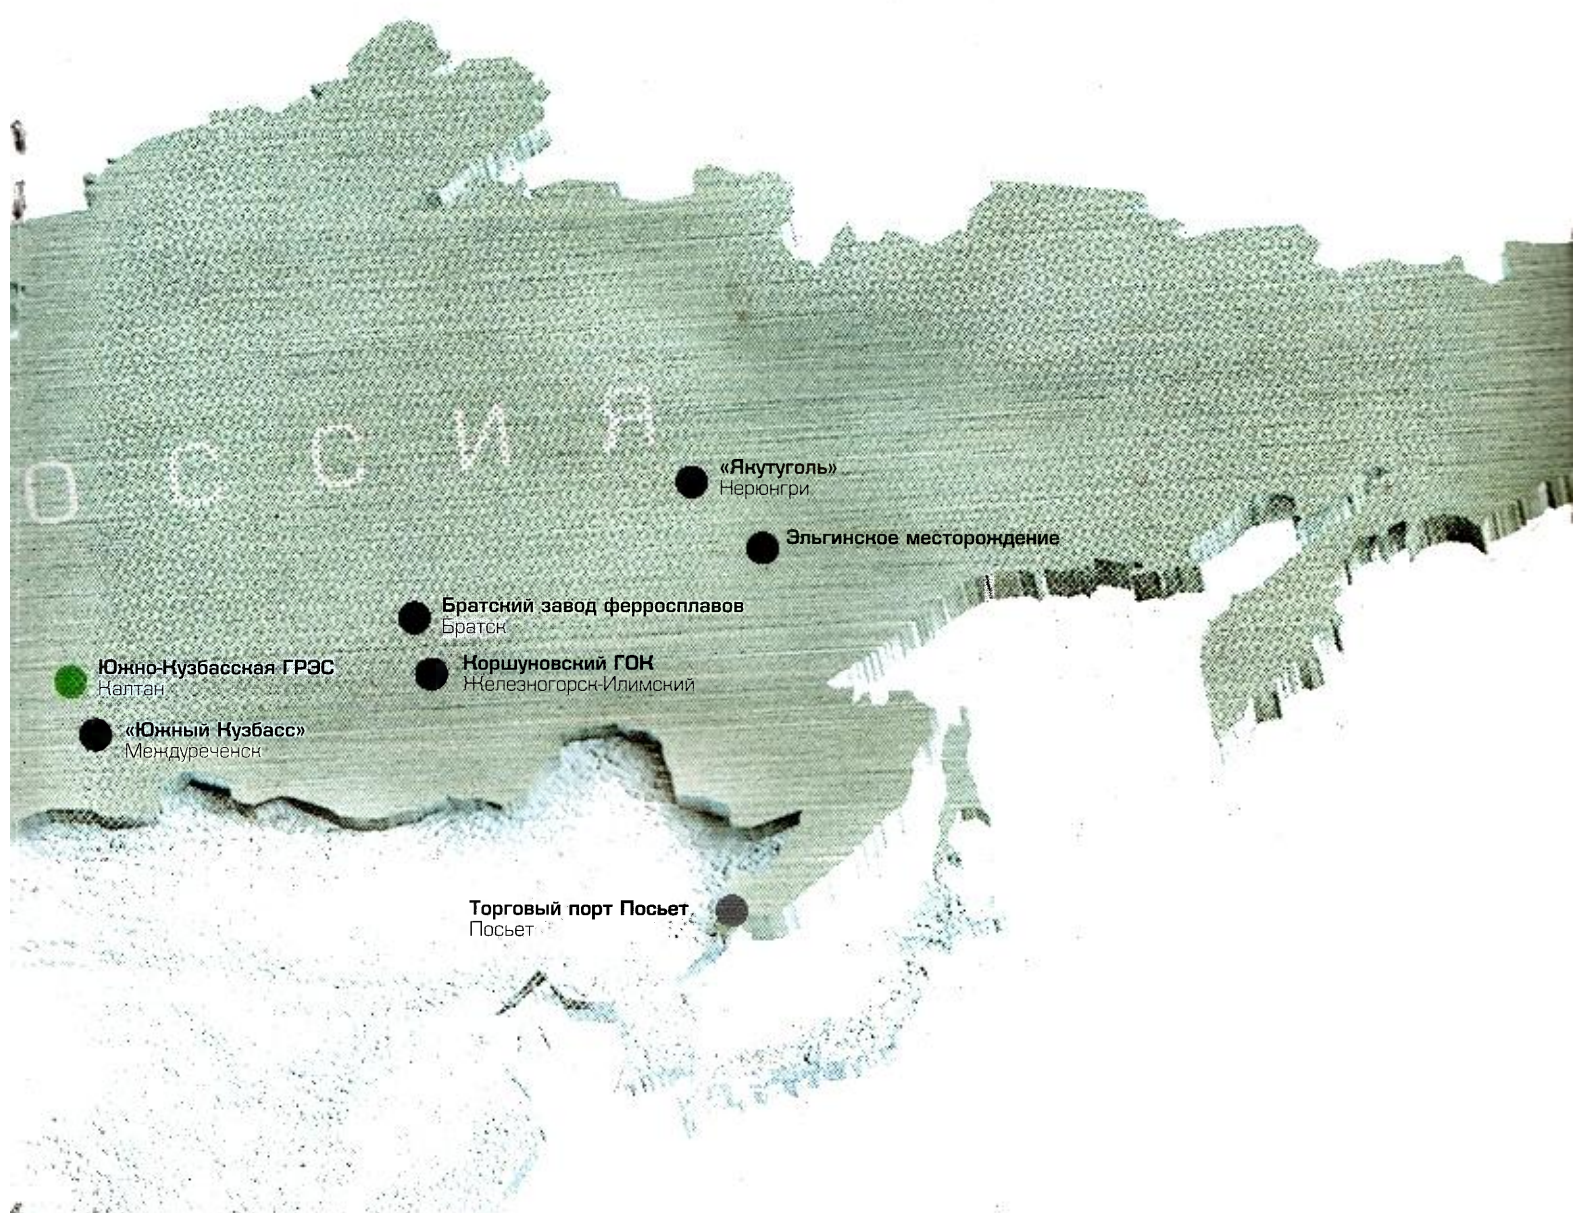 О С С И Я
«Якутуголь»
Нерюнгри
Эльгинское месторождение
Братский завод ферросплавов
Братск
Коршуновский ГОК
Железногорск-Илимский
Южно-Кузбасская ГРЭС
Калтан
«Южный Кузбасс»
Междуреченск
Торговый порт Посьет
Посьет